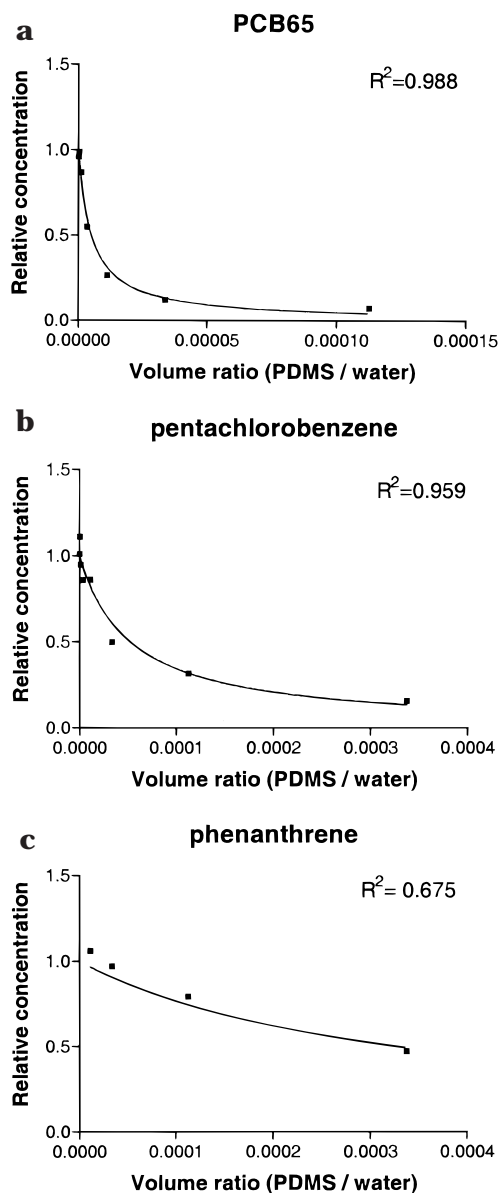 a
PCB65
R²=0.988
1.5
1.0
0.5
0.0
Relative concentration
0.00000 0.00005 0.00010 0.00015
Volume ratio (PDMS / water)
b
pentachlorobenzene
R²=0.959
1.5
1.0
0.5
0.0
Relative concentration
0.0000 0.0001 0.0002 0.0003 0.0004
Volume ratio (PDMS / water)
c
phenanthrene
R²= 0.675
1.5
1.0
0.5
0.0
Relative concentration
0.0000 0.0001 0.0002 0.0003 0.0004
Volume ratio (PDMS / water)